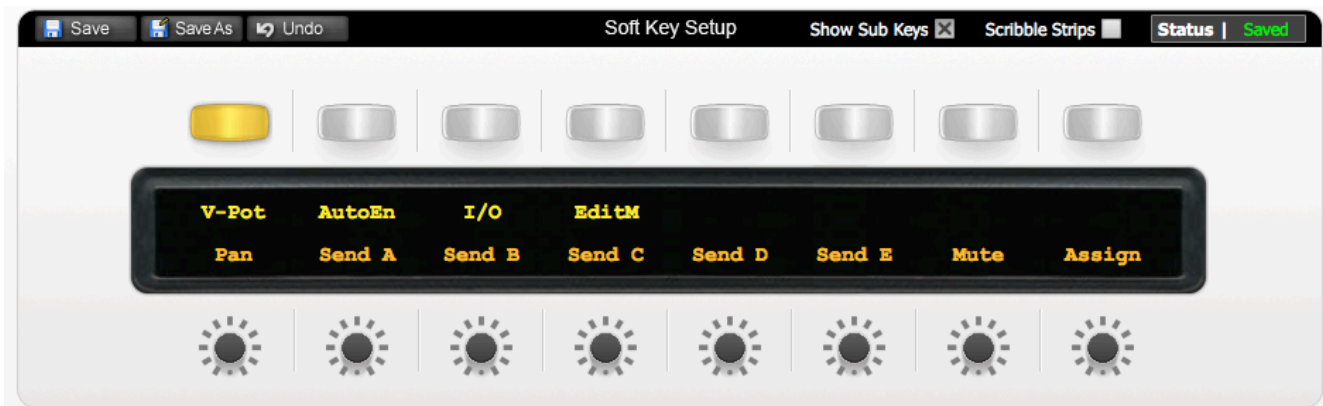 Save Save As Undo Soft Key Setup Show Sub Keys Scribble Strips Status | Saved
V-Pot AutoEn I/O EditM
Pan Send A Send B Send C Send D Send E Mute Assign